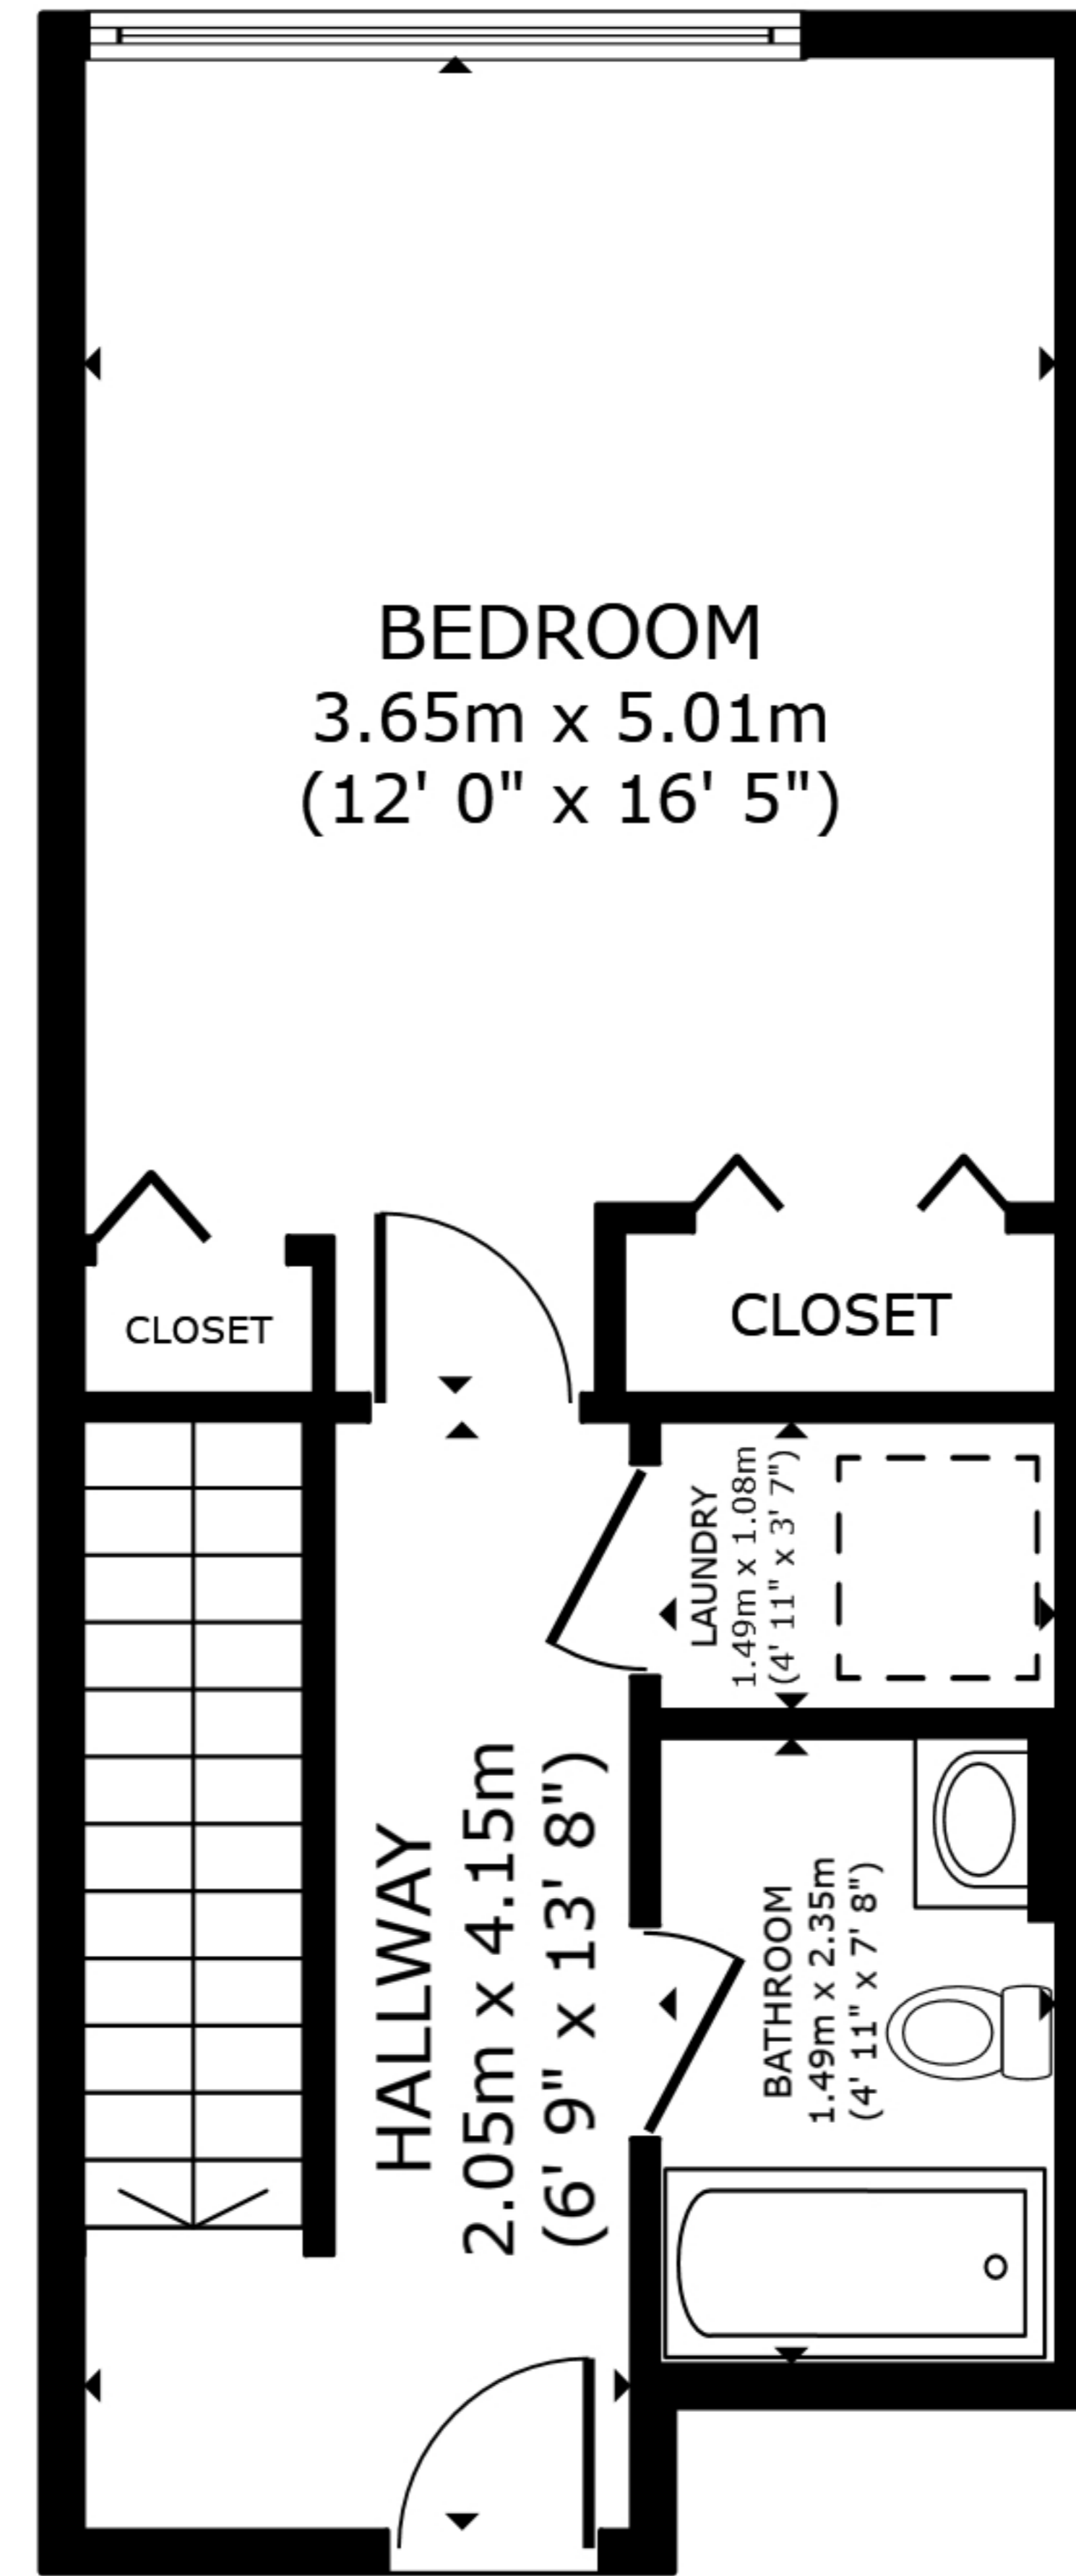 BEDROOM
3.65m x 5.01m
(12' 0" x 16' 5")
CLOSET
CLOSET
LAUNDRY
1.49m x 1.08m
(4' 11" x 3' 7")
HALLWAY
2.05m x 4.15m
(6' 9" x 13' 8")
BATHROOM
1.49m x 2.35m
(4' 11" x 7' 8")